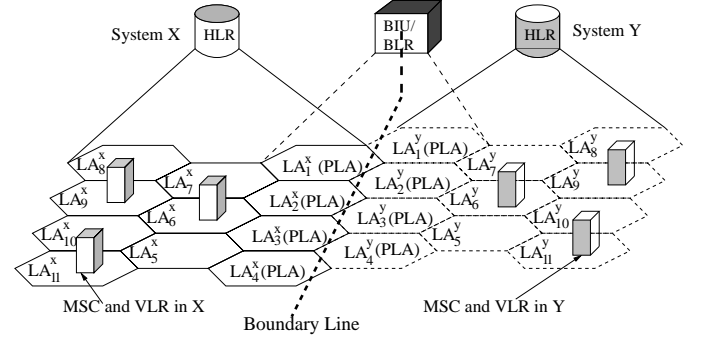 System X
HLR
BIU/
BLR
HLR
System Y
LA₈ˣ
LA₇ˣ
LA₁ˣ (PLA)
LA₁ʸ (PLA)
LA₇ʸ
LA₈ʸ
LA₉ˣ
LA₆ˣ
LA₂ˣ (PLA)
LA₂ʸ (PLA)
LA₆ʸ
LA₉ʸ
LA₁₀ˣ
LA₅ˣ
LA₃ˣ (PLA)
LA₃ʸ (PLA)
LA₅ʸ
LA₁₀ʸ
LA₁₁ˣ
LA₄ˣ (PLA)
LA₄ʸ (PLA)
LA₁₁ʸ
MSC and VLR in X
MSC and VLR in Y
Boundary Line